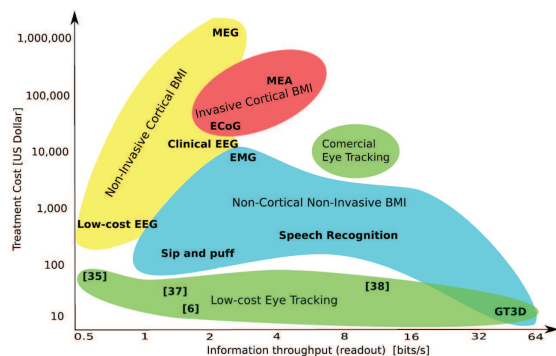 1,000,000
100,000
10,000
1,000
100
10
Treatment Cost [US Dollar]
MEG
Non-Invasive Cortical BMI
MEA
Invasive Cortical BMI
ECoG
Clinical EEG
EMG
Comercial
Eye Tracking
Non-Cortical Non-Invasive BMI
Low-cost EEG
Speech Recognition
Sip and puff
[35]
[37]
[6]
[38]
Low-cost Eye Tracking
GT3D
0.5 1 2 4 8 16 32 64
Information throughput (readout) [bits/s]